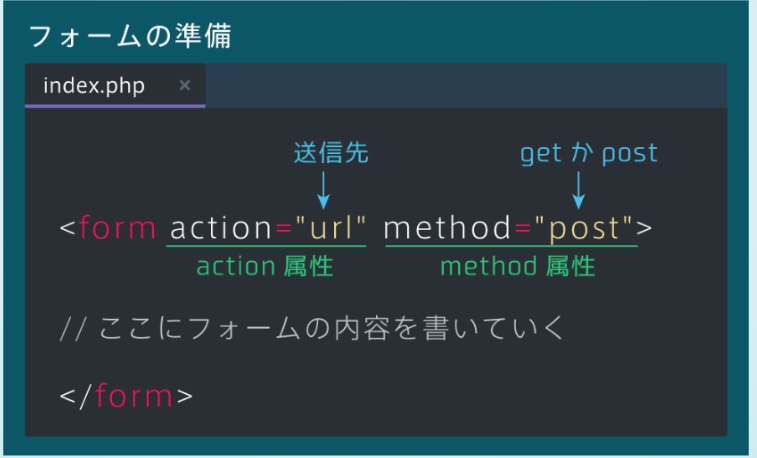 フォームの準備
index.php ×
送信先 get か post
<form action="url" method="post">
action 属性 method 属性
// ここにフォームの内容を書いていく
</form>